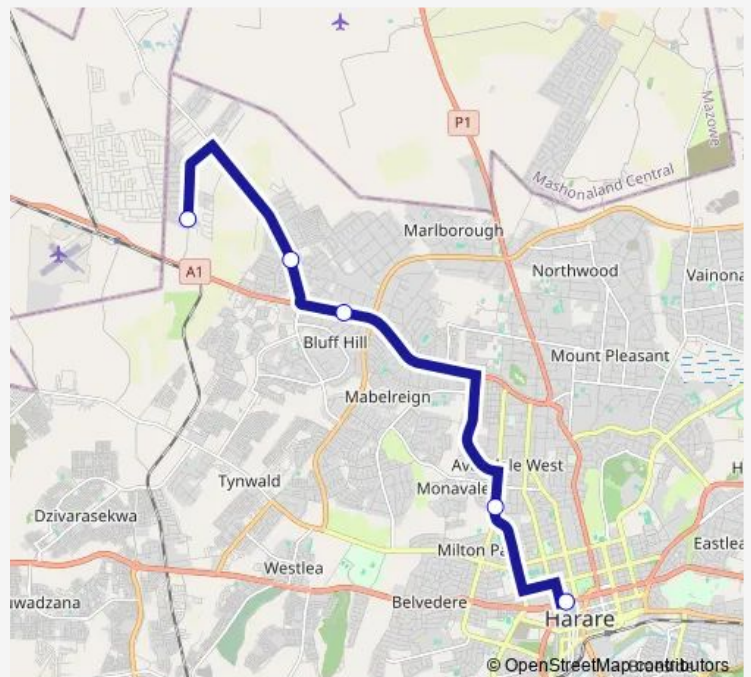 P1
Mazowe
Mashonaland Central
Marlborough
Northwood
Vainona
A1
Bluff Hill
Mount Pleasant
Mabelreign
Tynwald
Monavale
Dzivarasekwa
Westlea
Milton Pa
Eastlea
uwadzana
Belvedere
Harare
© OpenStreetMap contributors